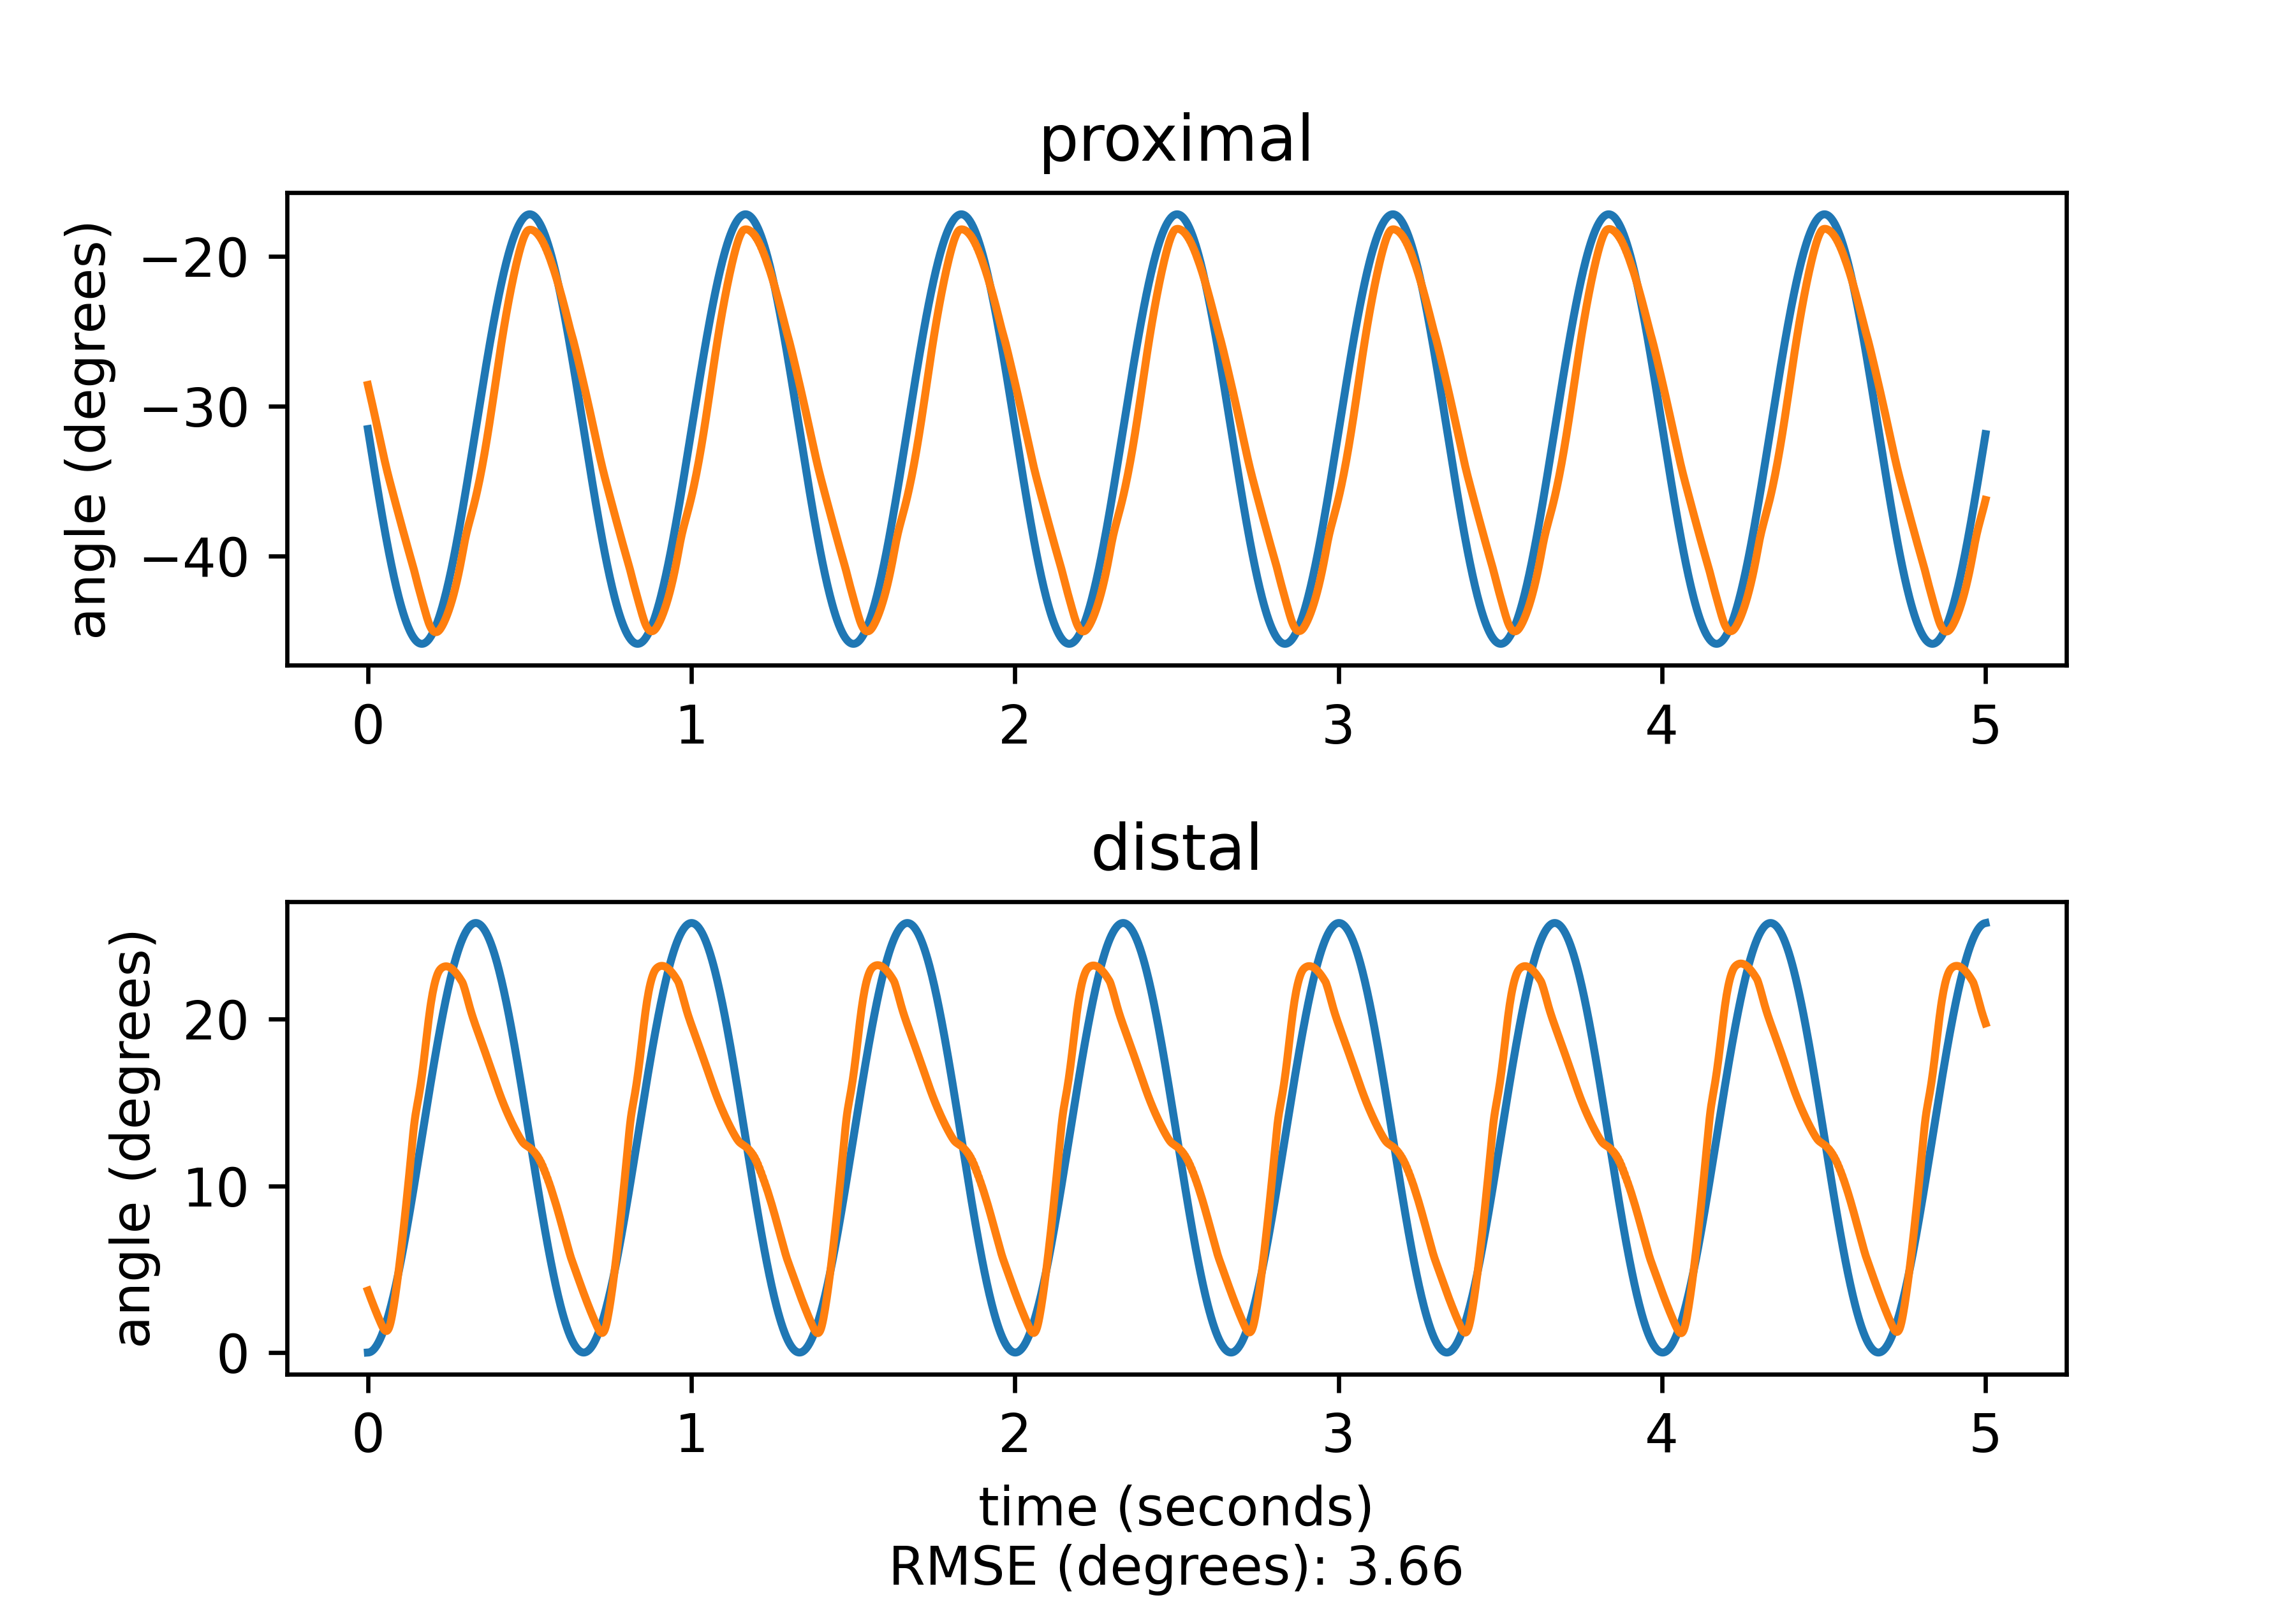 proximal
angle (degrees)
−20
−30
−40
0 1 2 3 4 5
distal
angle (degrees)
20
10
0
0 1 2 3 4 5
time (seconds)
RMSE (degrees): 3.66